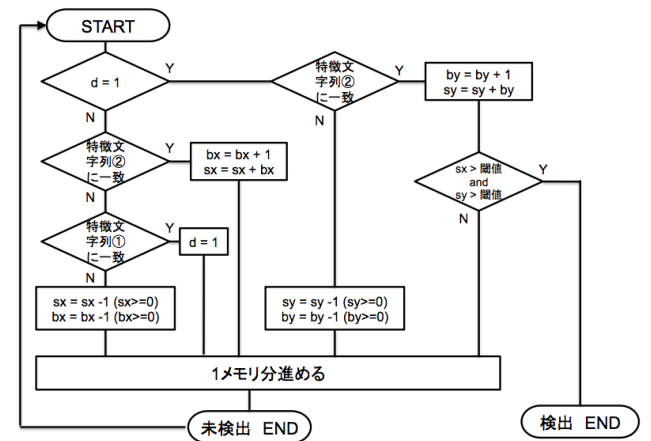 START
d = 1
Y
N
特徴文
字列②
に一致
Y
N
bx = bx + 1
sx = sx + bx
特徴文
字列①
に一致
Y
N
d = 1
sx = sx -1 (sx>=0)
bx = bx -1 (bx>=0)
特徴文
字列②
に一致
Y
N
by = by + 1
sy = sy + by
sx > 閾値
and
sy > 閾値
Y
N
sy = sy -1 (sy>=0)
by = by -1 (by>=0)
1メモリ分進める
未検出 END
検出 END